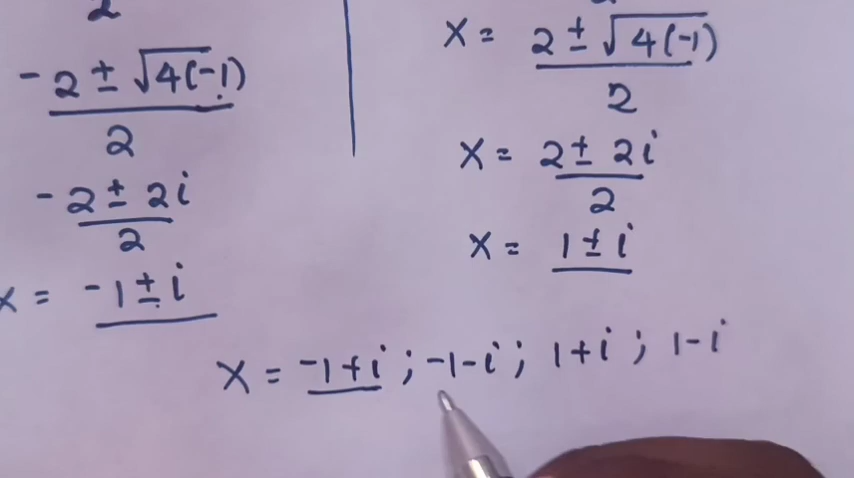 2
-2 ± √4(-1)
2
-2 ± 2i
2
x = -1 ± i
x = 2 ± √4(-1)
2
x = 2 ± 2i
2
x = 1 ± i
x = -1+i ; -1-i ; 1+i ; 1-i